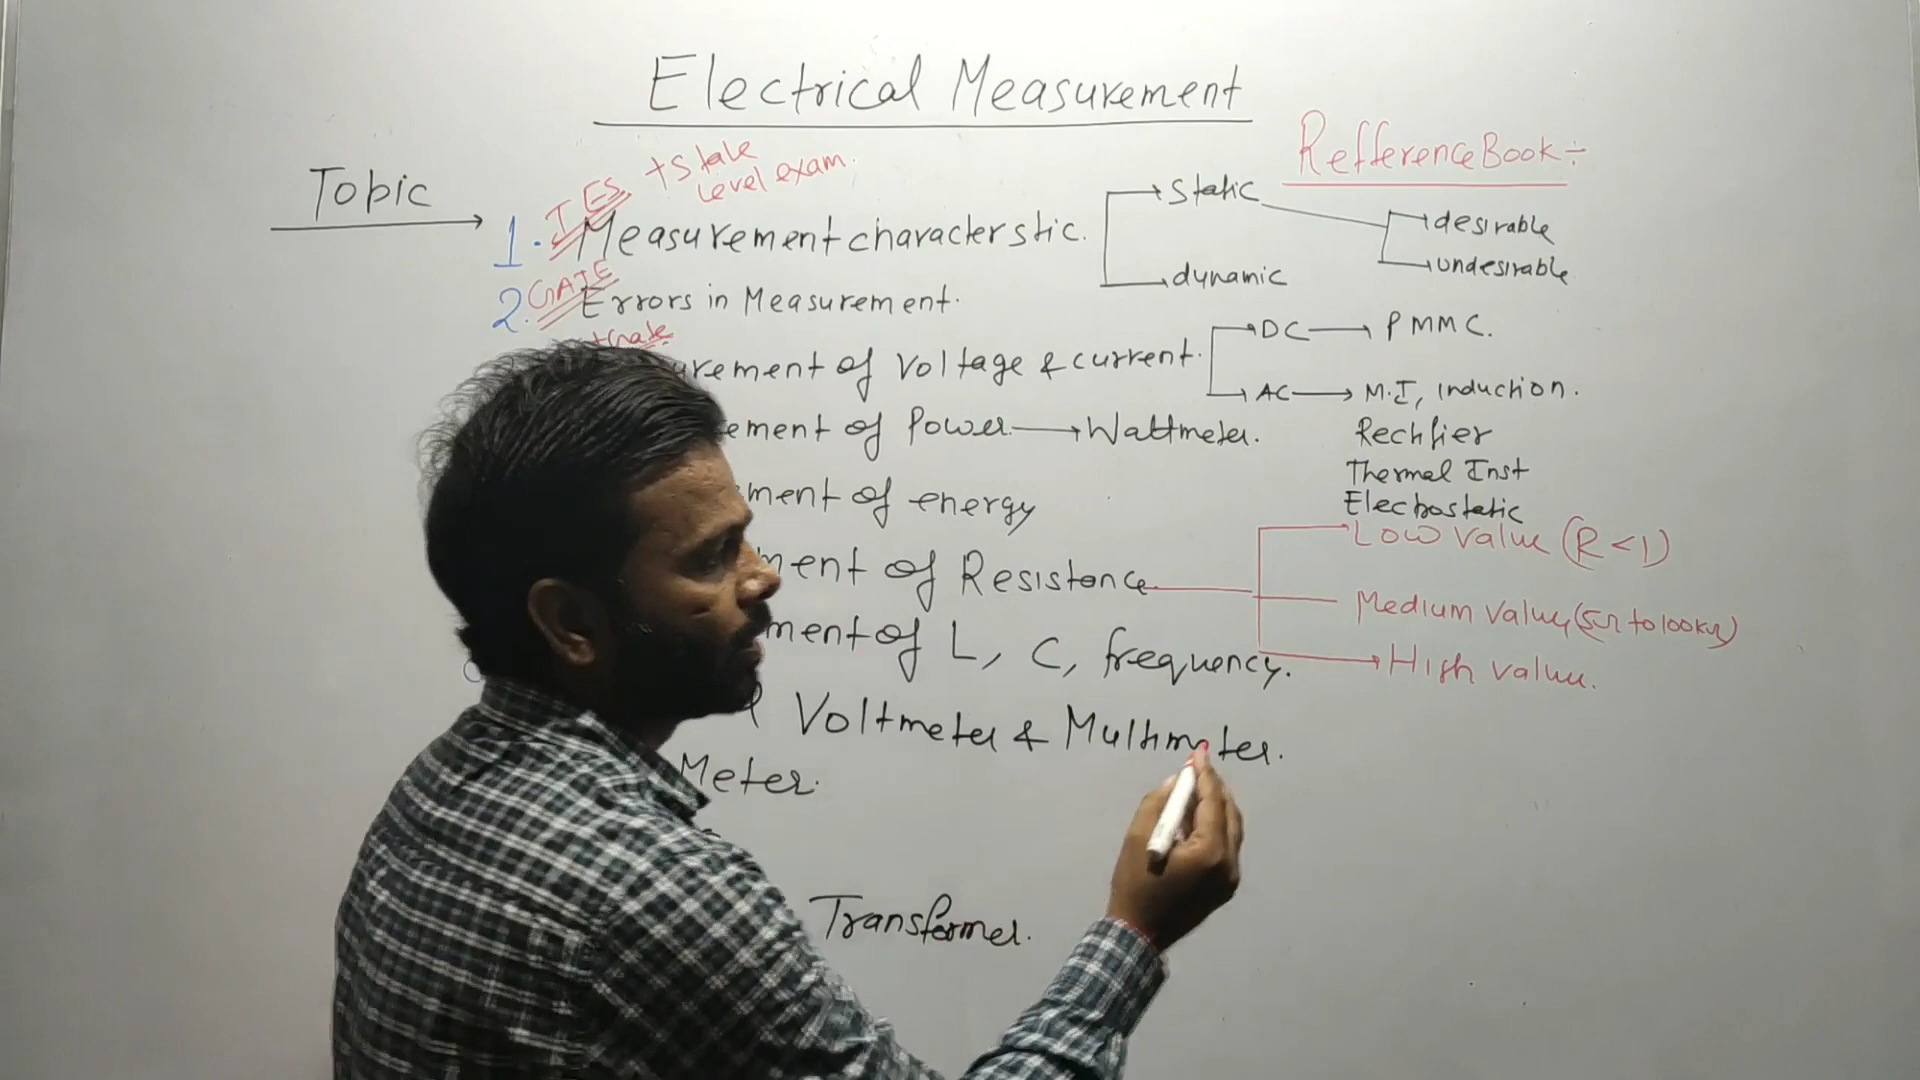 Electrical Measurement
Refference Book÷
Topic
IES + State
level exam.
1. Measurement characterstic.
static
desirable
undesirable
dynamic
GATE
2. Errors in Measurement.
+Gate
urement of Voltage & current.
DC → PMMC.
AC → M.I, induction.
Rectifier
Thermal Inst
Electrostatic
ement of Power → Wattmeter.
ment of energy
ment of Resistance
Low value (R<1)
Medium value (5Ω to 100kΩ)
High value.
ment of L, C, frequency.
l Voltmeter & Multimeter.
Meter.
Transformer.